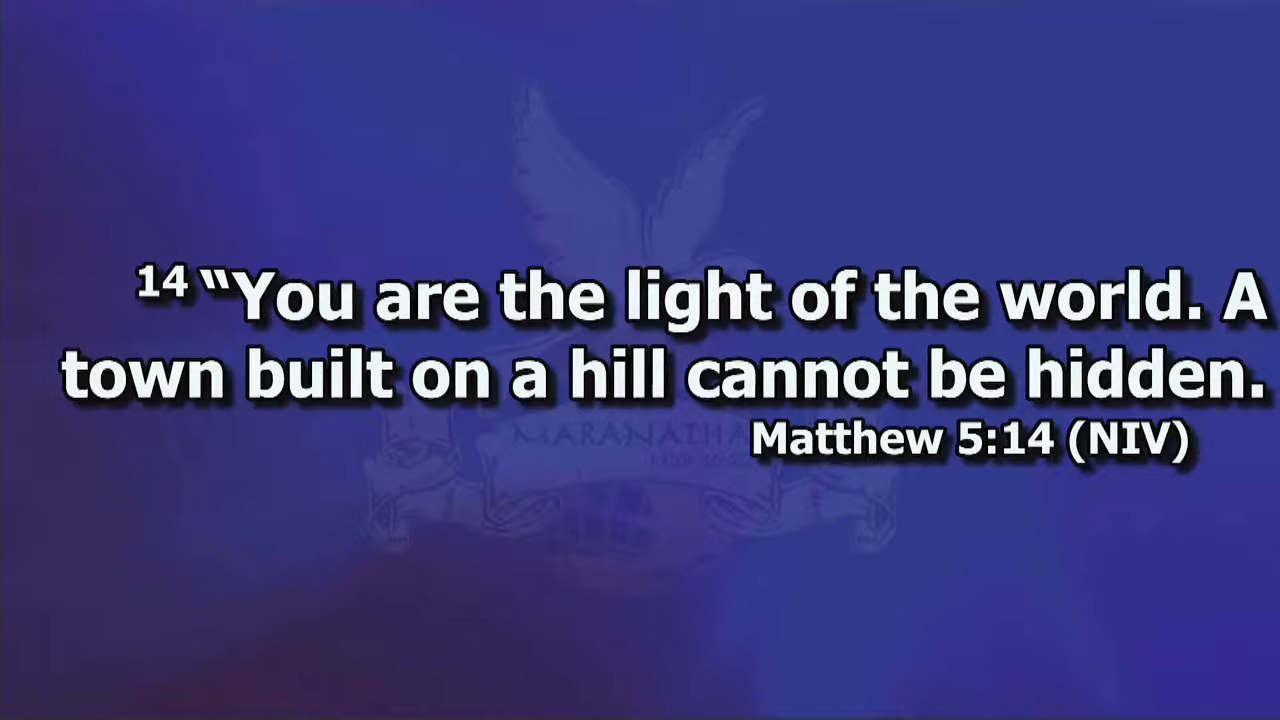 14 “You are the light of the world. A
town built on a hill cannot be hidden.
Matthew 5:14 (NIV)
MARANATHA